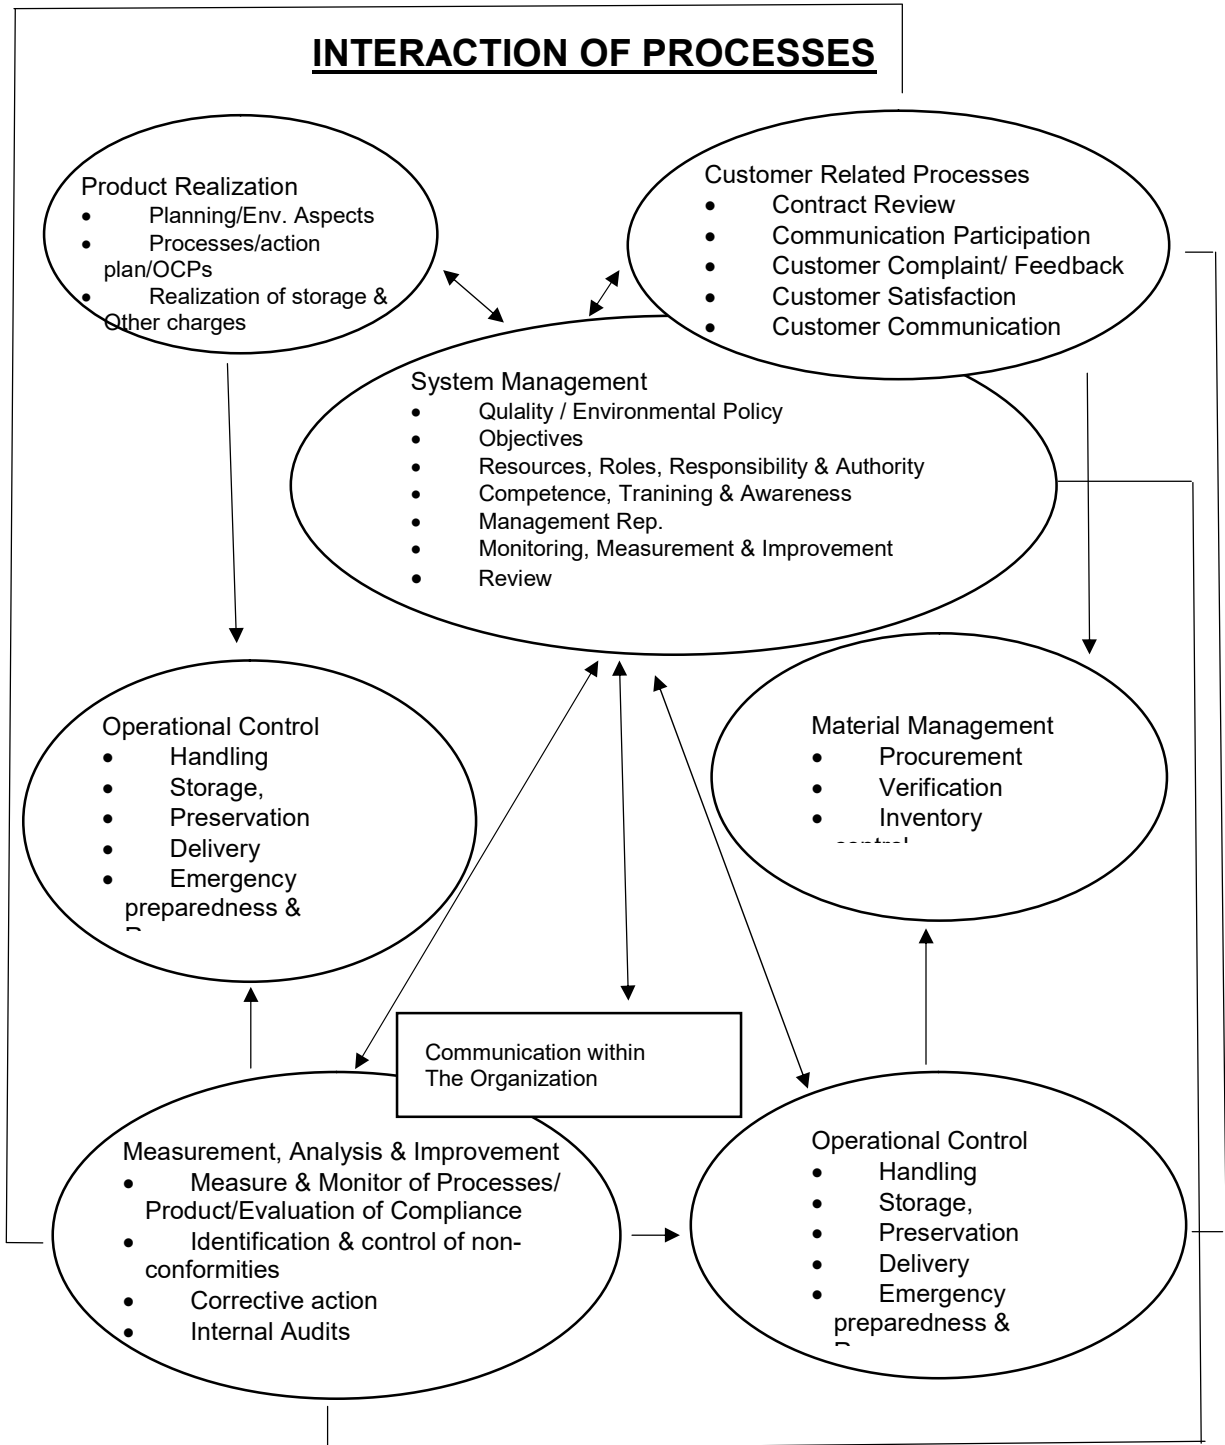 INTERACTION OF PROCESSES
Product Realization
• Planning/Env. Aspects
• Processes/action
plan/OCPs
• Realization of storage &
Other charges
Customer Related Processes
• Contract Review
• Communication Participation
• Customer Complaint/ Feedback
• Customer Satisfaction
• Customer Communication
System Management
• Qulality / Environmental Policy
• Objectives
• Resources, Roles, Responsibility & Authority
• Competence, Tranining & Awareness
• Management Rep.
• Monitoring, Measurement & Improvement
• Review
Operational Control
• Handling
• Storage,
• Preservation
• Delivery
• Emergency
preparedness &
Material Management
• Procurement
• Verification
• Inventory
Communication within
The Organization
Measurement, Analysis & Improvement
• Measure & Monitor of Processes/
Product/Evaluation of Compliance
• Identification & control of non-
conformities
• Corrective action
• Internal Audits
Operational Control
• Handling
• Storage,
• Preservation
• Delivery
• Emergency
preparedness &